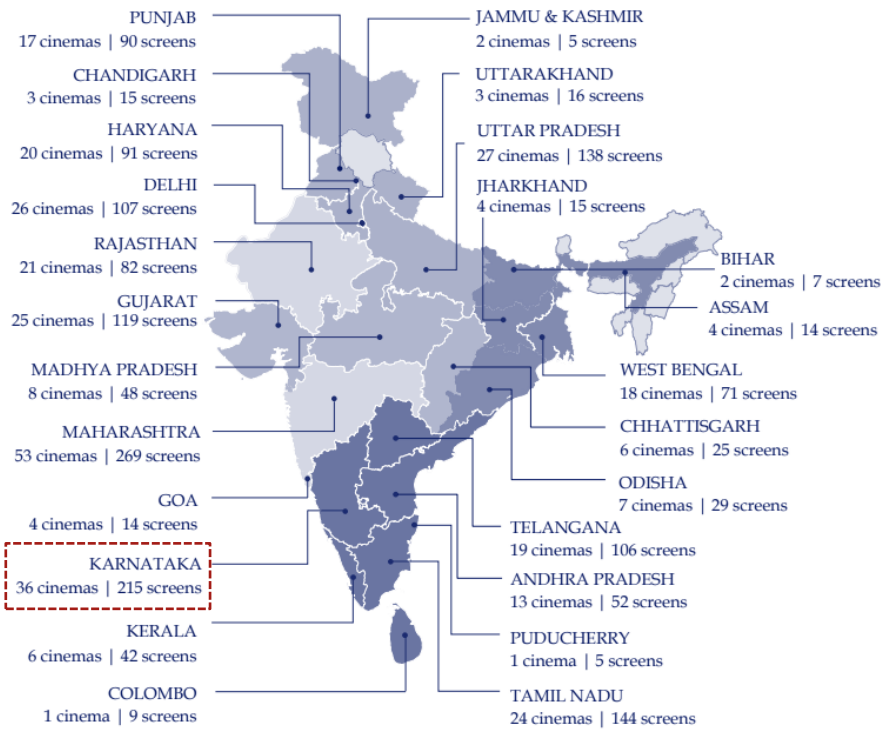 PUNJAB
17 cinemas | 90 screens
CHANDIGARH
3 cinemas | 15 screens
HARYANA
20 cinemas | 91 screens
DELHI
26 cinemas | 107 screens
RAJASTHAN
21 cinemas | 82 screens
GUJARAT
25 cinemas | 119 screens
MADHYA PRADESH
8 cinemas | 48 screens
MAHARASHTRA
53 cinemas | 269 screens
GOA
4 cinemas | 14 screens
KARNATAKA
36 cinemas | 215 screens
KERALA
6 cinemas | 42 screens
COLOMBO
1 cinema | 9 screens
JAMMU & KASHMIR
2 cinemas | 5 screens
UTTARAKHAND
3 cinemas | 16 screens
UTTAR PRADESH
27 cinemas | 138 screens
JHARKHAND
4 cinemas | 15 screens
BIHAR
2 cinemas | 7 screens
ASSAM
4 cinemas | 14 screens
WEST BENGAL
18 cinemas | 71 screens
CHHATTISGARH
6 cinemas | 25 screens
ODISHA
7 cinemas | 29 screens
TELANGANA
19 cinemas | 106 screens
ANDHRA PRADESH
13 cinemas | 52 screens
PUDUCHERRY
1 cinema | 5 screens
TAMIL NADU
24 cinemas | 144 screens